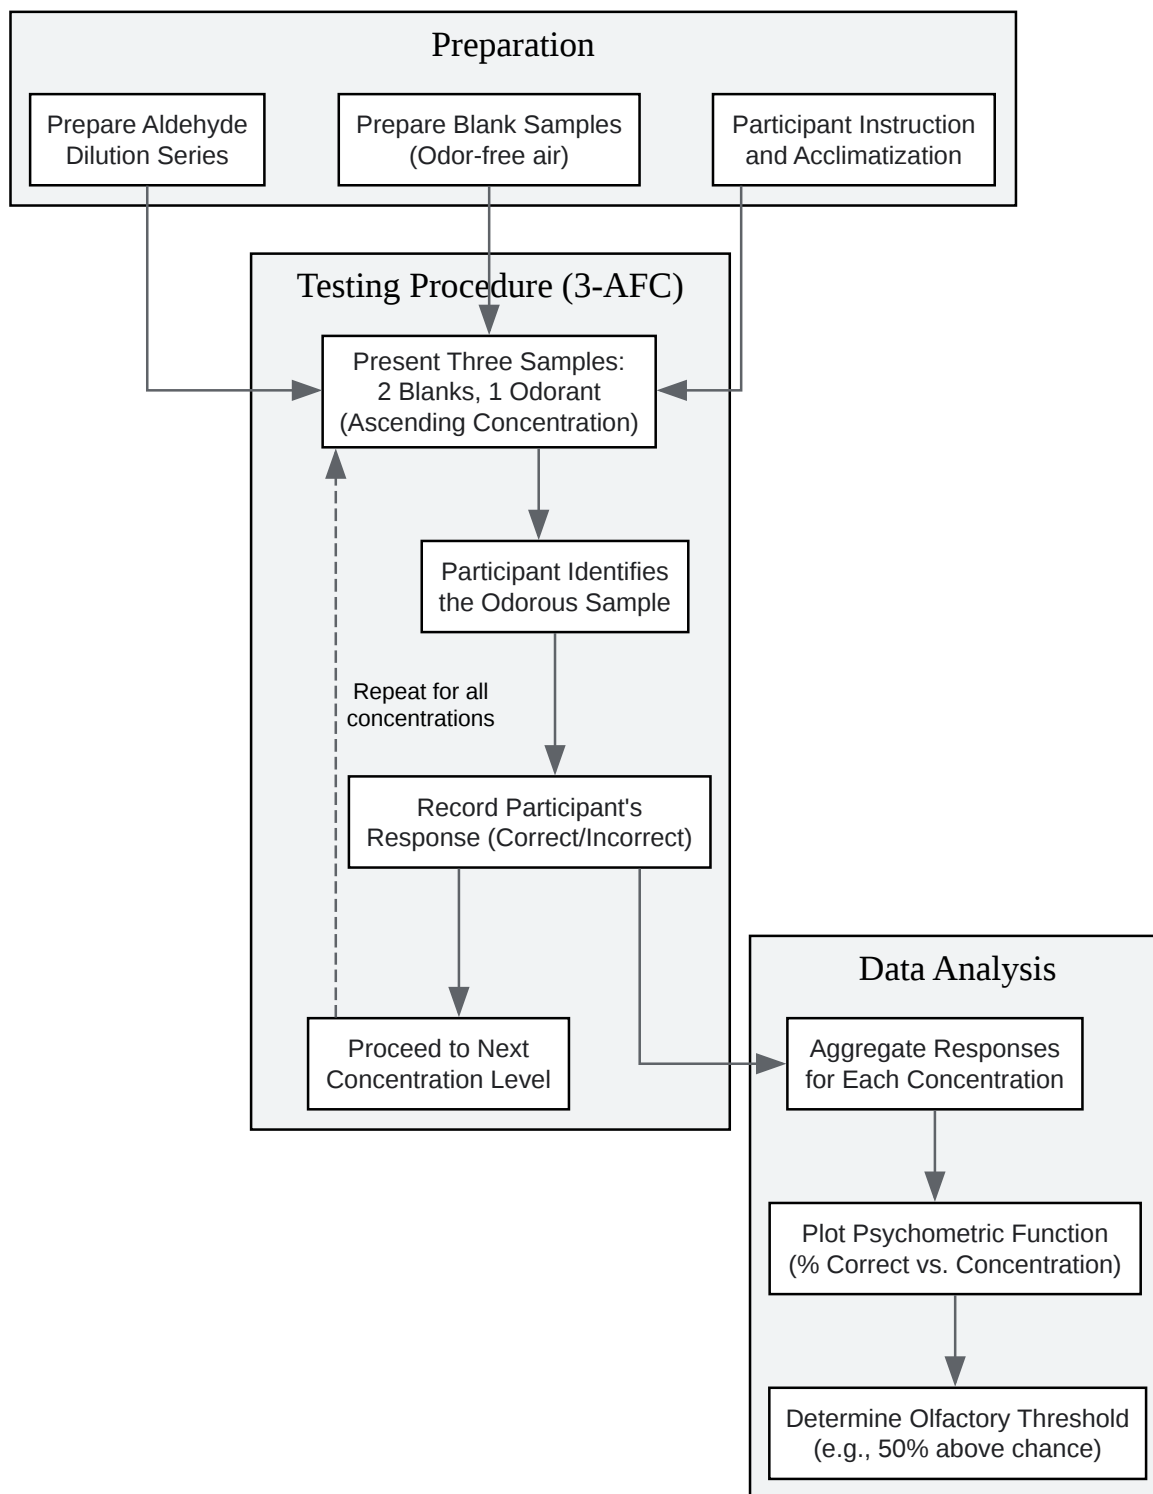 Preparation
Prepare Aldehyde
Dilution Series
Prepare Blank Samples
(Odor-free air)
Participant Instruction
and Acclimatization
Testing Procedure (3-AFC)
Present Three Samples:
2 Blanks, 1 Odorant
(Ascending Concentration)
Participant Identifies
the Odorous Sample
Repeat for all
concentrations
Record Participant's
Response (Correct/Incorrect)
Proceed to Next
Concentration Level
Data Analysis
Aggregate Responses
for Each Concentration
Plot Psychometric Function
(% Correct vs. Concentration)
Determine Olfactory Threshold
(e.g., 50% above chance)